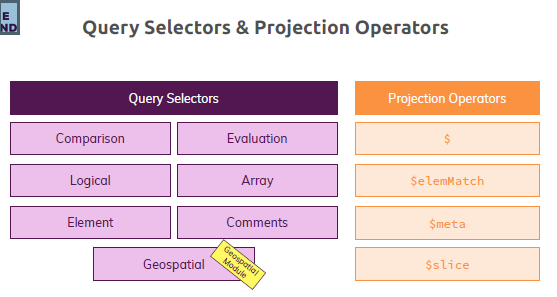 E
ND
Query Selectors & Projection Operators
Query Selectors
Projection Operators
Comparison
Evaluation
$
Logical
Array
$elemMatch
Element
Comments
$meta
Geospatial
Geospatial
Module
$slice